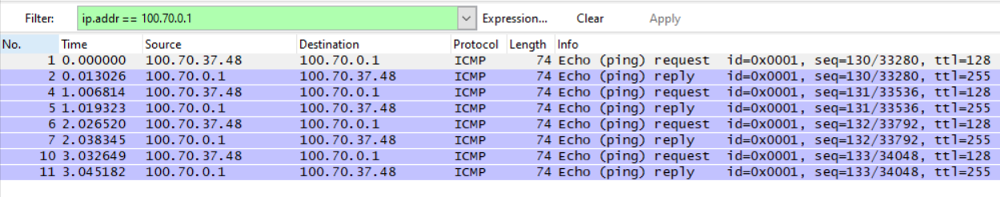 Filter: ip.addr == 100.70.0.1 Expression... Clear Apply
No. Time Source Destination Protocol Length Info
1 0.000000 100.70.37.48 100.70.0.1 ICMP 74 Echo (ping) request id=0x0001, seq=130/33280, ttl=128
2 0.013026 100.70.0.1 100.70.37.48 ICMP 74 Echo (ping) reply id=0x0001, seq=130/33280, ttl=255
4 1.006814 100.70.37.48 100.70.0.1 ICMP 74 Echo (ping) request id=0x0001, seq=131/33536, ttl=128
5 1.019323 100.70.0.1 100.70.37.48 ICMP 74 Echo (ping) reply id=0x0001, seq=131/33536, ttl=255
6 2.026520 100.70.37.48 100.70.0.1 ICMP 74 Echo (ping) request id=0x0001, seq=132/33792, ttl=128
7 2.038345 100.70.0.1 100.70.37.48 ICMP 74 Echo (ping) reply id=0x0001, seq=132/33792, ttl=255
10 3.032649 100.70.37.48 100.70.0.1 ICMP 74 Echo (ping) request id=0x0001, seq=133/34048, ttl=128
11 3.045182 100.70.0.1 100.70.37.48 ICMP 74 Echo (ping) reply id=0x0001, seq=133/34048, ttl=255